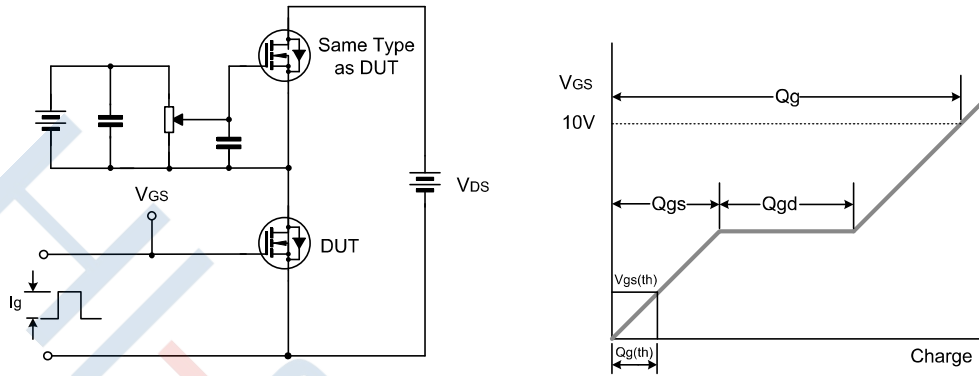 Same Type
as DUT
VGS
VDS
DUT
Ig
VGS
Qg
10V
Qgs
Qgd
Vgs(th)
Qg(th)
Charge